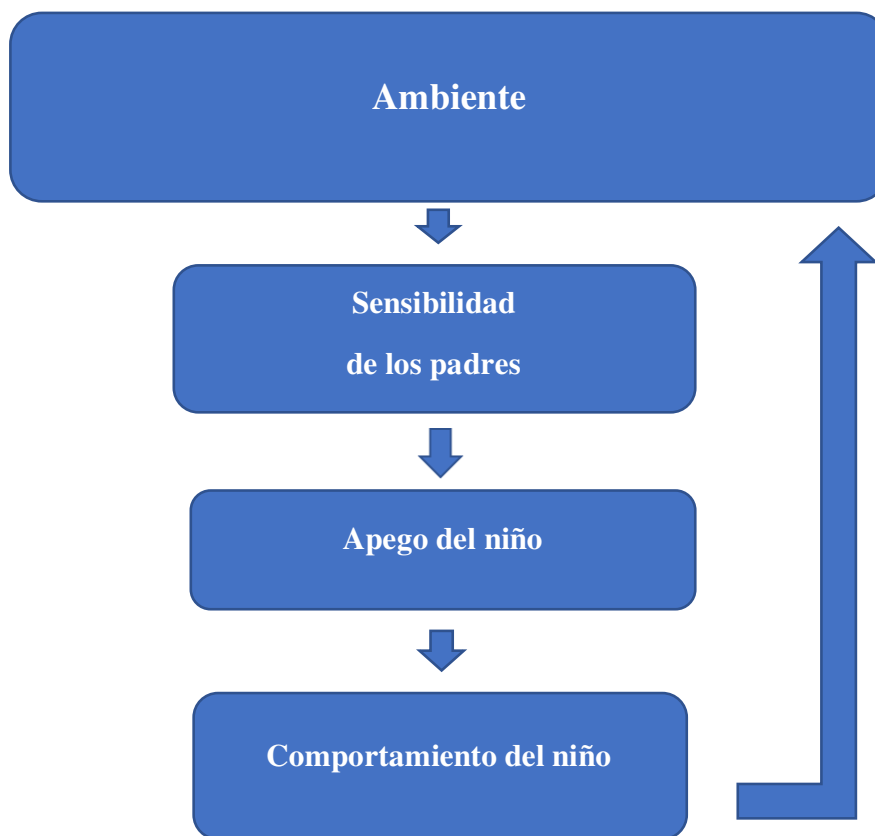 Ambiente
Sensibilidad
de los padres
Apego del niño
Comportamiento del niño